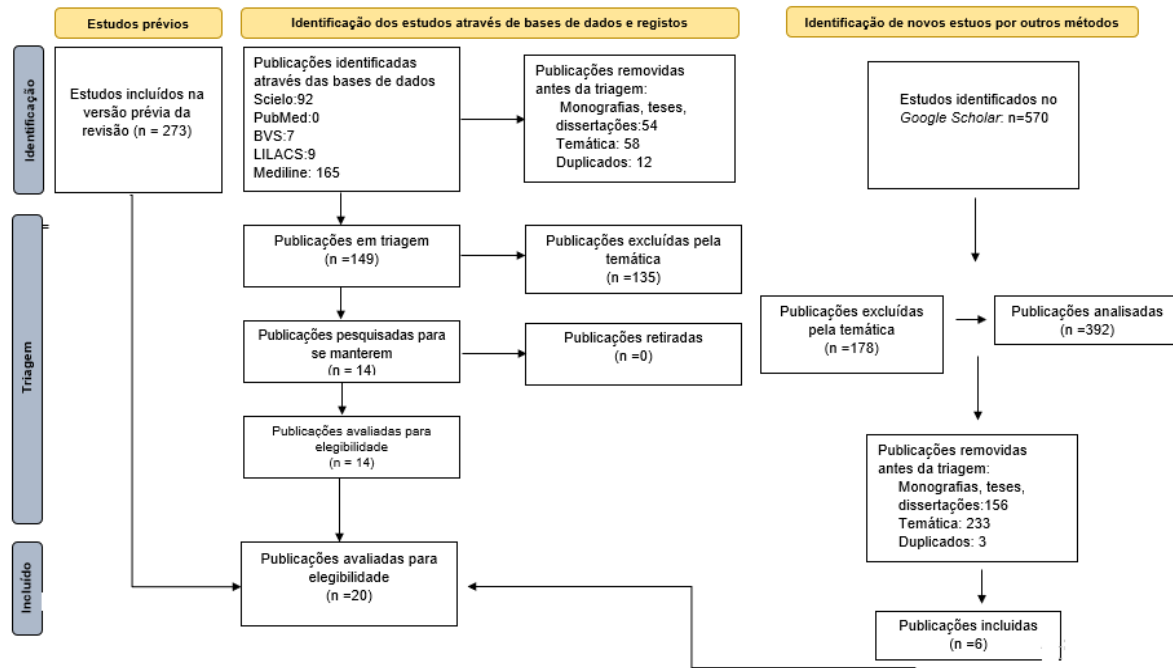 Estudos prévios
Identificação dos estudos através de bases de dados e registos
Identificação de novos estuos por outros métodos
Identificação
Estudos incluídos na
versão prévia da
revisão (n = 273)
Publicações identificadas
através das bases de dados
Scielo:92
PubMed:0
BVS:7
LILACS:9
Mediline: 165
Publicações removidas
antes da triagem:
Monografias, teses,
dissertações:54
Temática: 58
Duplicados: 12
Estudos identificados no
Google Scholar: n=570
Triagem
Publicações em triagem
(n =149)
Publicações excluídas pela
temática
(n =135)
Publicações pesquisadas para
se manterem
(n = 14)
Publicações retiradas
(n =0)
Publicações avaliadas para
elegibilidade
(n = 14)
Publicações excluídas
pela temática
(n =178)
Publicações analisadas
(n =392)
Publicações removidas
antes da triagem:
Monografias, teses,
dissertações:156
Temática: 233
Duplicados: 3
Incluído
Publicações avaliadas para
elegibilidade
(n =20)
Publicações incluidas
(n =6)